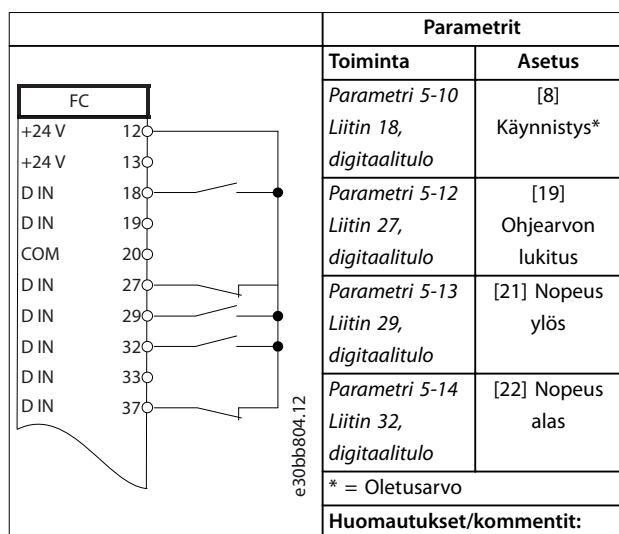 Parametrit
Toiminta Asetus
FC
+24 V 12
+24 V 13
D IN 18
D IN 19
COM 20
D IN 27
D IN 29
D IN 32
D IN 33
D IN 37
e30bb804.12
Parametri 5-10
Liitin 18,
digitaalitulo
[8]
Käynnistys*
Parametri 5-12
Liitin 27,
digitaalitulo
[19]
Ohjearvon
lukitus
Parametri 5-13
Liitin 29,
digitaalitulo
[21] Nopeus
ylös
Parametri 5-14
Liitin 32,
digitaalitulo
[22] Nopeus
alas
* = Oletusarvo
Huomautukset/kommentit: